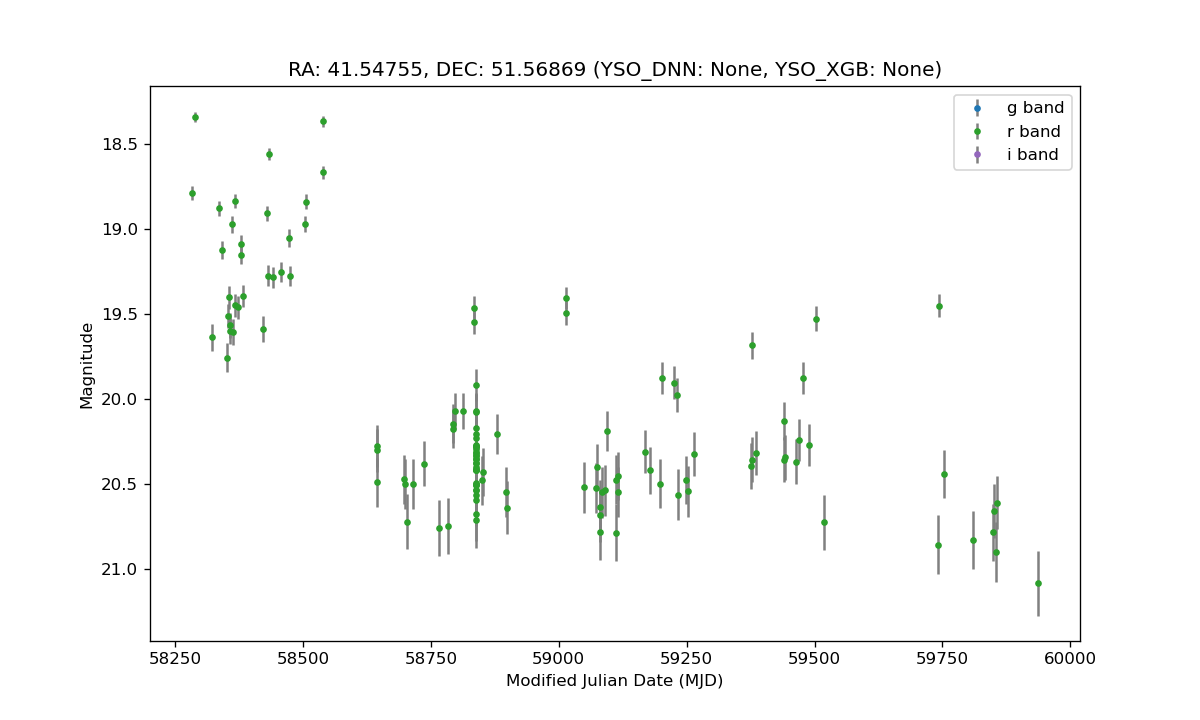 RA: 41.54755, DEC: 51.56869 (YSO_DNN: None, YSO_XGB: None)
g band
r band
i band
18.5
19.0
19.5
20.0
20.5
21.0
Magnitude
58250 58500 58750 59000 59250 59500 59750 60000
Modified Julian Date (MJD)